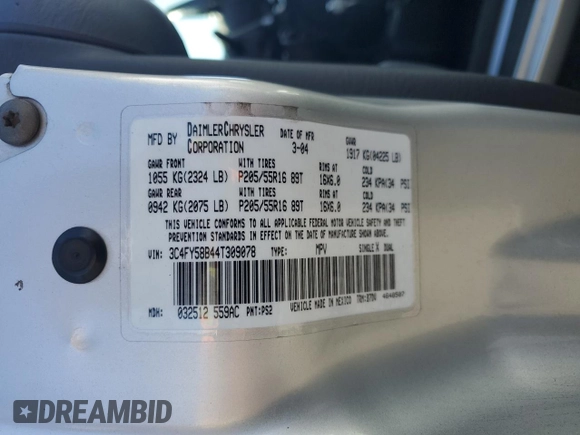 MFD BY DAIMLERCHRYSLER CORPORATION DATE OF MFR 3-04 GVWR 1917 KG(04225 LB)
GAWR FRONT WITH TIRES RIMS AT COLD
1055 KG(2324 LB) P205/55R16 89T 16X6.0 234 KPA(34 PSI
GAWR REAR WITH TIRES RIMS AT COLD
0942 KG(2075 LB) P205/55R16 89T 16X6.0 234 KPA(34 PSI
THIS VEHICLE CONFORMS TO ALL APPLICABLE FEDERAL MOTOR VEHICLE SAFETY AND THEFT
PREVENTION STANDARDS IN EFFECT ON THE DATE OF MANUFACTURE SHOWN ABOVE.
VIN: 3C4FY58B44T309078 TYPE: MPV SINGLE X DUAL
VEHICLE MADE IN MEXICO
MDH: 032512 559AC PNT:PS2
DREAMBID